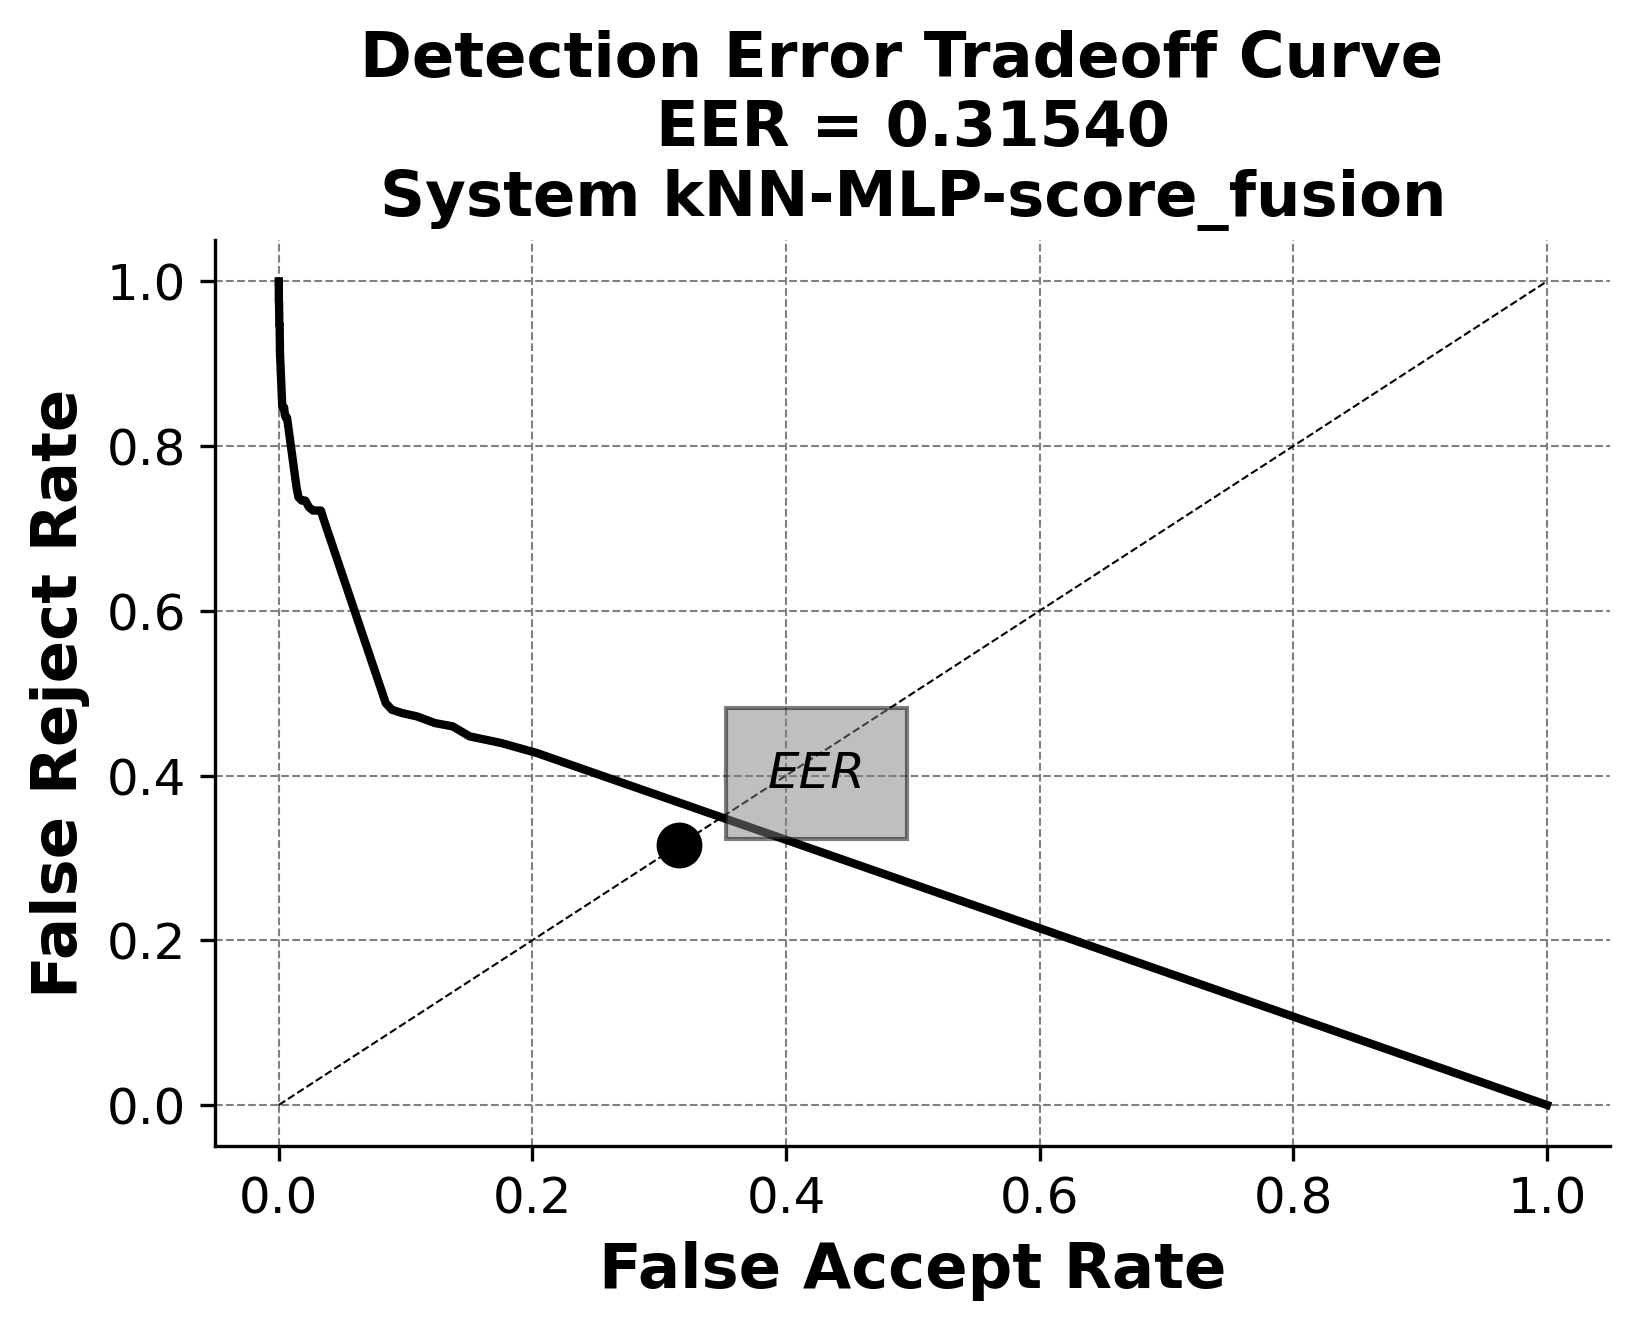 Detection Error Tradeoff Curve
EER = 0.31540
System kNN-MLP-score_fusion
1.0
0.8
0.6
0.4
0.2
0.0
False Reject Rate
EER
0.0 0.2 0.4 0.6 0.8 1.0
False Accept Rate